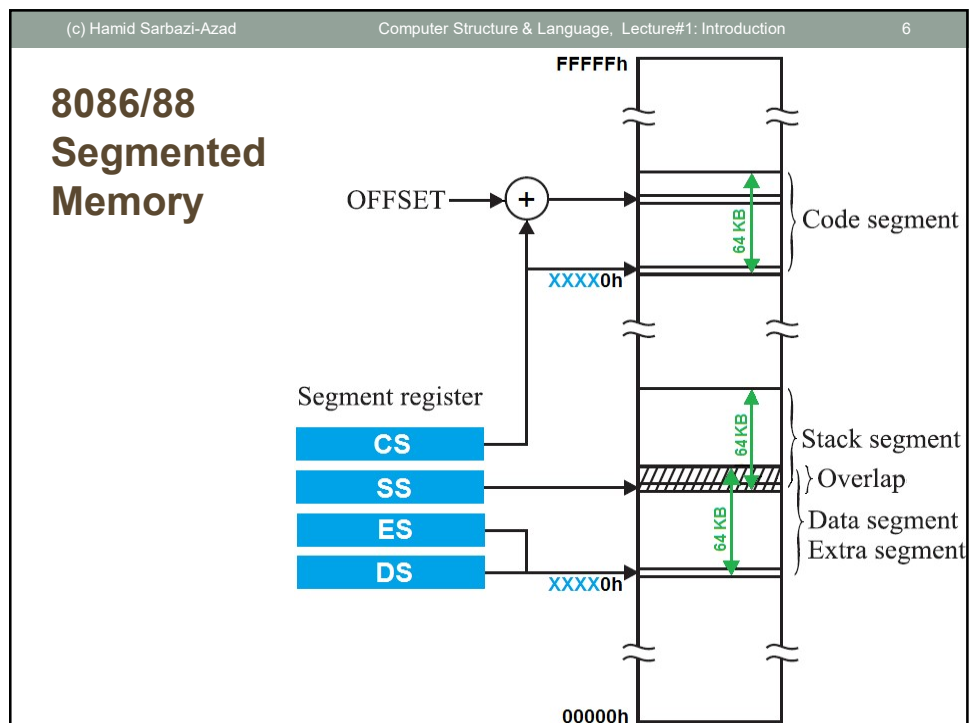 (c) Hamid Sarbazi-Azad Computer Structure & Language, Lecture#1: Introduction 6
8086/88
Segmented
Memory
FFFFFh
OFFSET
+
64 KB
Code segment
XXXX0h
Segment register
CS
SS
ES
DS
64 KB
Stack segment
Overlap
64 KB
Data segment
Extra segment
XXXX0h
00000h